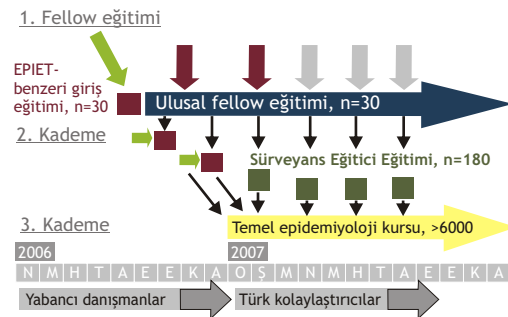 1. Fellow eğitimi
EPIET-
benzeri giriş
eğitimi, n=30
Ulusal fellow eğitimi, n=30
2. Kademe
Sürveyans Eğitici Eğitimi, n=180
3. Kademe
Temel epidemiyoloji kursu, >6000
2006 2007
N M H T A E E K A O Ş M N M H T A E E K A
Yabancı danışmanlar Türk kolaylaştırıcılar